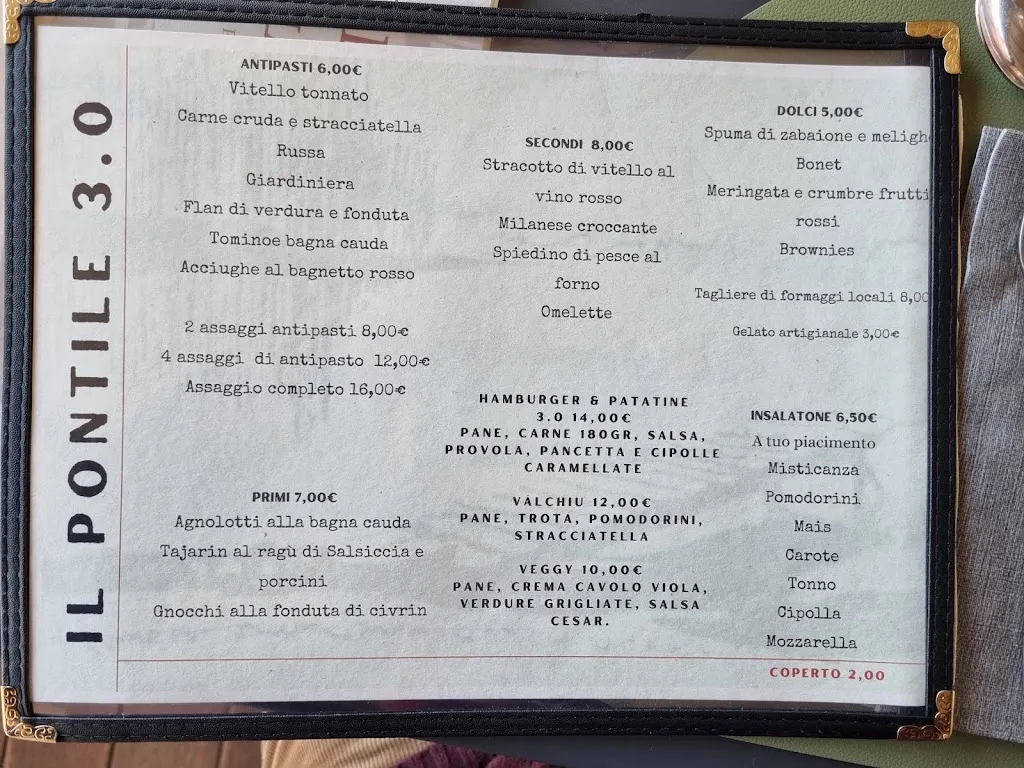 IL PONTILE 3.0
ANTIPASTI 6,00€
Vitello tonnato
Carne cruda e stracciatella
Russa
Giardiniera
Flan di verdura e fonduta
Tominoe bagna cauda
Acciughe al bagnetto rosso
2 assaggi antipasti 8,00€
4 assaggi di antipasto 12,00€
Assaggio completo 16,00€
PRIMI 7,00€
Agnolotti alla bagna cauda
Tajarin al ragù di Salsiccia e
porcini
Gnocchi alla fonduta di civrin
SECONDI 8,00€
Stracotto di vitello al
vino rosso
Milanese croccante
Spiedino di pesce al
forno
Omelette
HAMBURGER & PATATINE
3.0 14,00€
PANE, CARNE 180GR, SALSA,
PROVOLA, PANCETTA E CIPOLLE
CARAMELLATE
VALCHIU 12,00€
PANE, TROTA, POMODORINI,
STRACCIATELLA
VEGGY 10,00€
PANE, CREMA CAVOLO VIOLA,
VERDURE GRIGLIATE, SALSA
CESAR.
DOLCI 5,00€
Spuma di zabaione e meligh
Bonet
Meringata e crumbre frutti
rossi
Brownies
Tagliere di formaggi locali 8,00
Gelato artigianale 3,00€
INSALATONE 6,50€
A tuo piacimento
Misticanza
Pomodorini
Mais
Carote
Tonno
Cipolla
Mozzarella
COPERTO 2,00